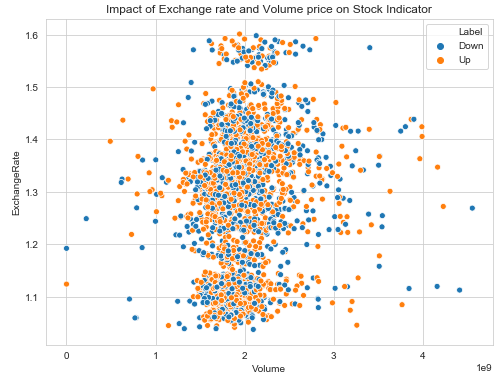 Impact of Exchange rate and Volume price on Stock Indicator
Label
Down
Up
1.6
1.5
1.4
1.3
1.2
1.1
ExchangeRate
0
1
2
3
4
1e9
Volume